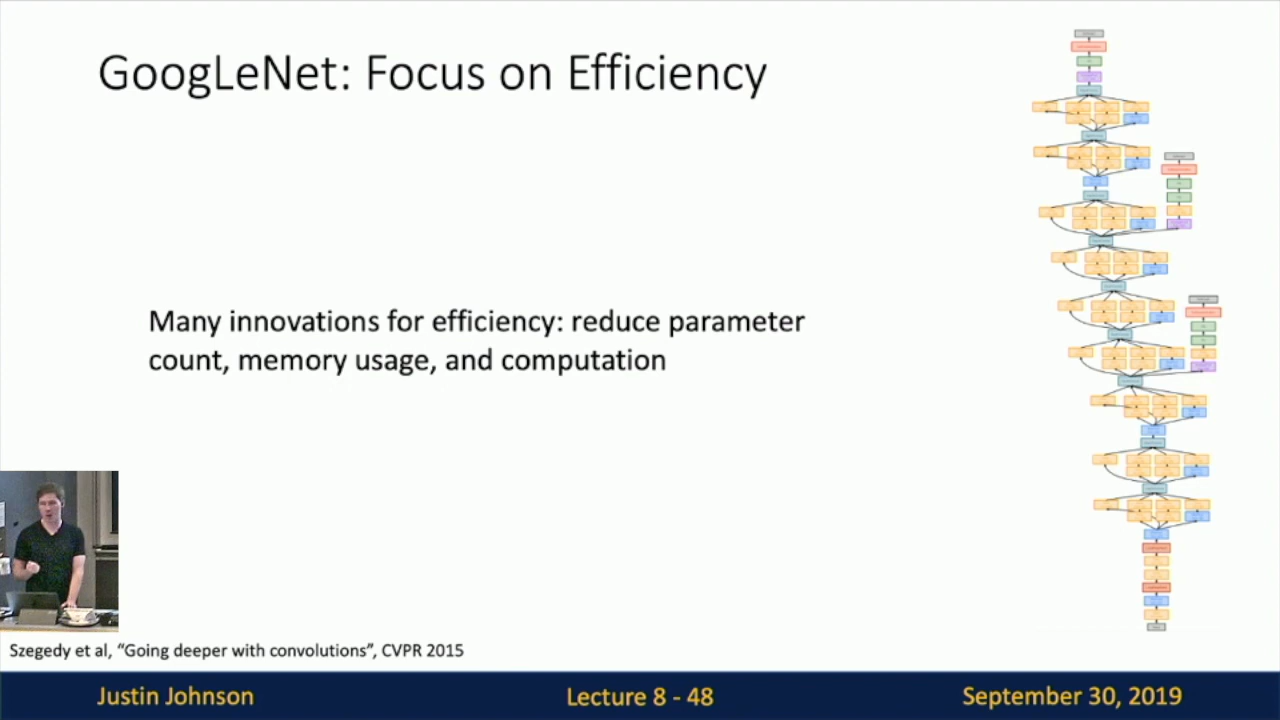 GoogLeNet: Focus on Efficiency
Many innovations for efficiency: reduce parameter
count, memory usage, and computation
Szegedy et al, “Going deeper with convolutions”, CVPR 2015
Justin Johnson
Lecture 8 - 48
September 30, 2019